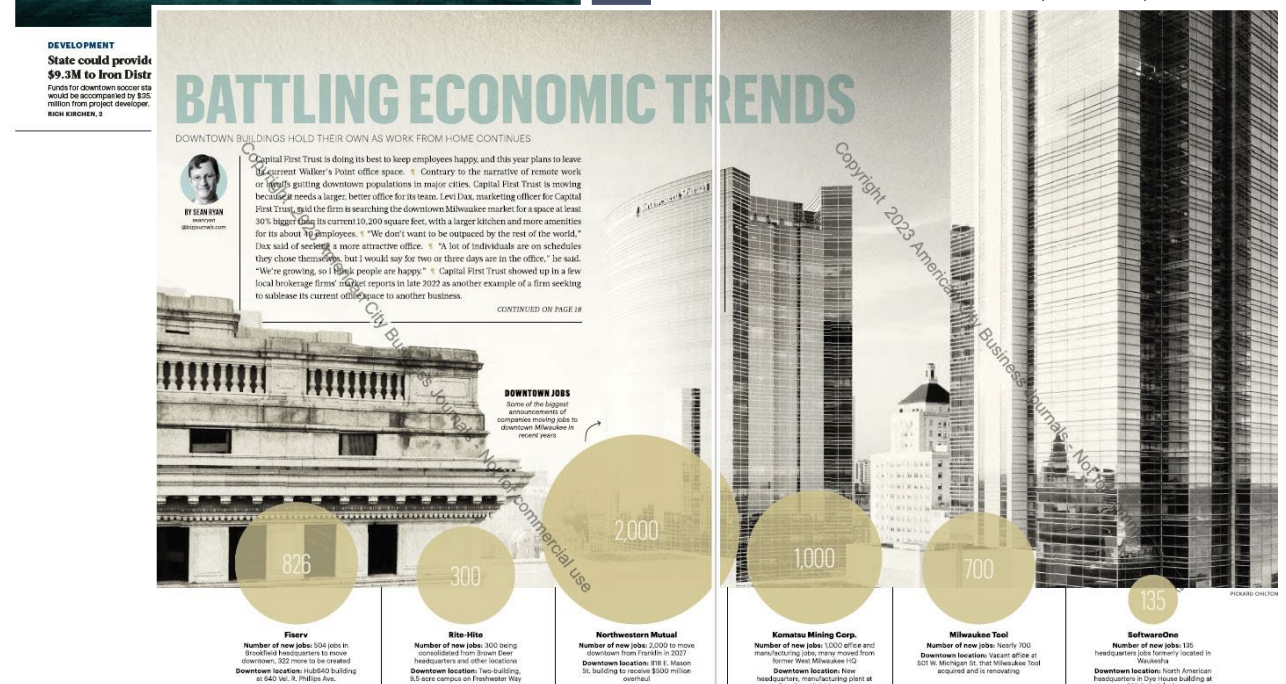 DEVELOPMENT
State could provide
$9.3M to Iron Distr
Funds for downtown soccer sta
would be accompanied by $35.
million from project developer.
RICH KIRCHEN, 2
BATTLING ECONOMIC TRENDS
DOWNTOWN BUILDINGS HOLD THEIR OWN AS WORK FROM HOME CONTINUES
BY SEAN RYAN
seanryan
@bizjournals.com
Capital First Trust is doing its best to keep employees happy, and this year plans to leave
its current Walker's Point office space. ¶ Contrary to the narrative of remote work
or layoffs gutting downtown populations in major cities, Capital First Trust is moving
because it needs a larger, better office for its team. Levi Dax, marketing officer for Capital
First Trust, said the firm is searching the downtown Milwaukee market for a space at least
30% bigger than its current 10,200 square feet, with a larger kitchen and more amenities
for its about 40 employees. ¶ "We don't want to be outpaced by the rest of the world,"
Dax said of seeking a more attractive office. ¶ "A lot of individuals are on schedules
they chose themselves, but I would say for two or three days are in the office," he said.
"We're growing, so I think people are happy." ¶ Capital First Trust showed up in a few
local brokerage firms' market reports in late 2022 as another example of a firm seeking
to sublease its current office space to another business.
CONTINUED ON PAGE 18
Copyright 2023 American City Business Journals - Not for commercial use
Copyright 2023 American City Business Journals - Not for comm
DOWNTOWN JOBS
Some of the biggest
announcements of
companies moving jobs to
downtown Milwaukee in
recent years
826
300
2,000
1,000
700
135
PICKARD CHILTON
Fiserv
Number of new jobs: 504 jobs in
Brookfield headquarters to move
downtown, 322 more to be created
Downtown location: Hub640 building
at 640 Vel. R. Phillips Ave.
Rite-Hite
Number of new jobs: 300 being
consolidated from Brown Deer
headquarters and other locations
Downtown location: Two-building,
9.5-acre campus on Freshwater Way
Northwestern Mutual
Number of new jobs: 2,000 to move
downtown from Franklin in 2027
Downtown location: 818 E. Mason
St. building to receive $500 million
overhaul
Komatsu Mining Corp.
Number of new jobs: 1,000 office and
manufacturing jobs; many moved from
former West Milwaukee HQ
Downtown location: New
headquarters, manufacturing plant at
Milwaukee Tool
Number of new jobs: Nearly 700
Downtown location: Vacant office at
501 W. Michigan St. that Milwaukee Tool
acquired and is renovating
SoftwareOne
Number of new jobs: 135
headquarters jobs formerly located in
Waukesha
Downtown location: North American
headquarters in Dye House building at